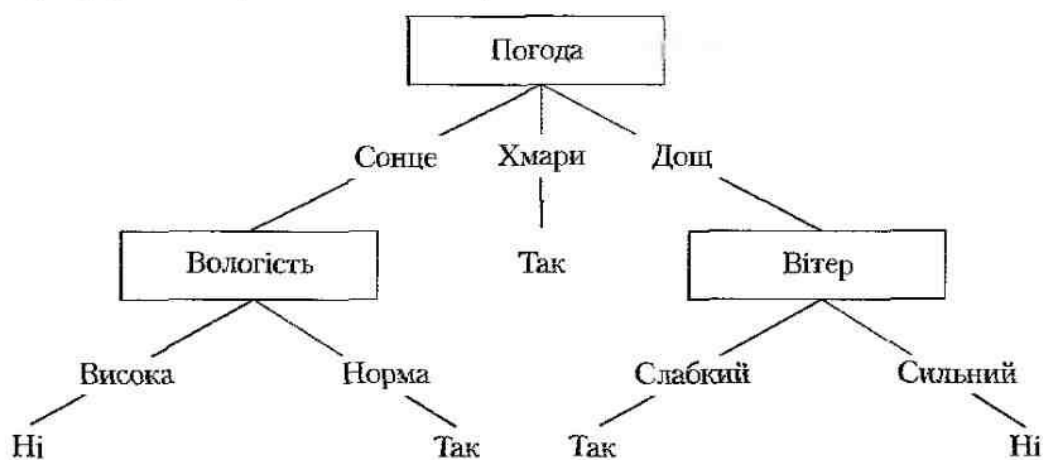 Погода
Сонце Хмари Дощ
Вологість Так Вітер
Висока Норма Слабкий Сильний
Ні Так Так Ні